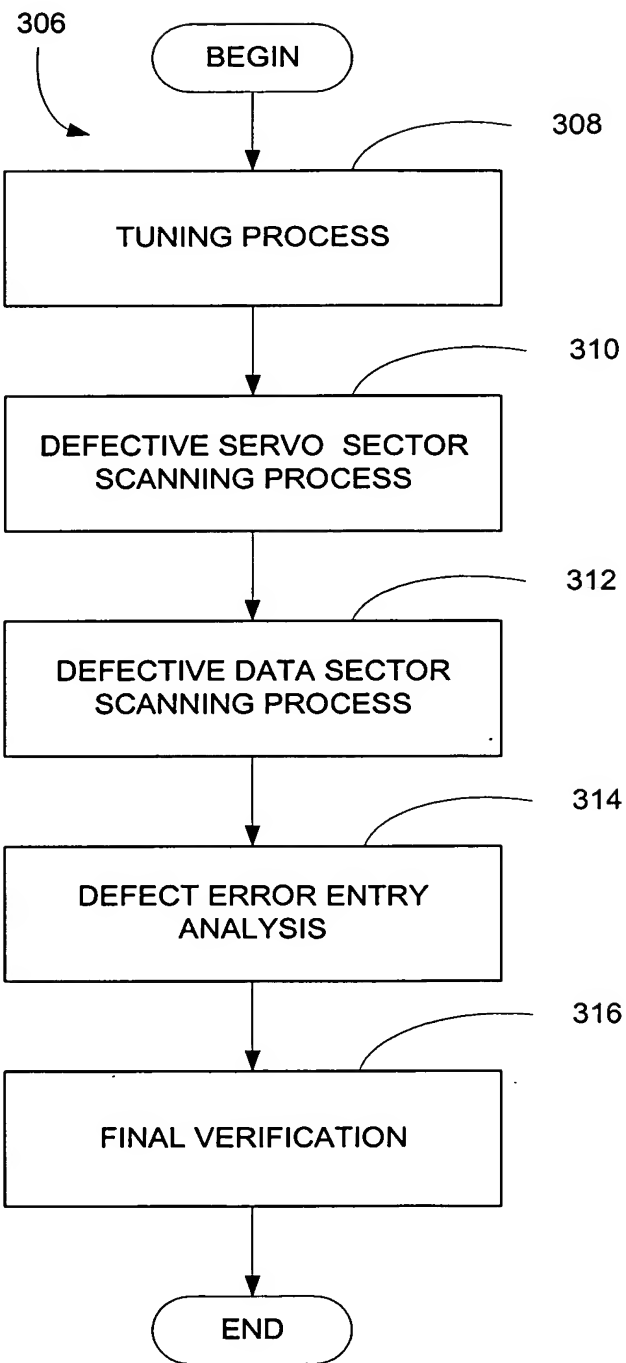 306
BEGIN
308
TUNING PROCESS
310
DEFECTIVE SERVO SECTOR
SCANNING PROCESS
312
DEFECTIVE DATA SECTOR
SCANNING PROCESS
314
DEFECT ERROR ENTRY
ANALYSIS
316
FINAL VERIFICATION
END